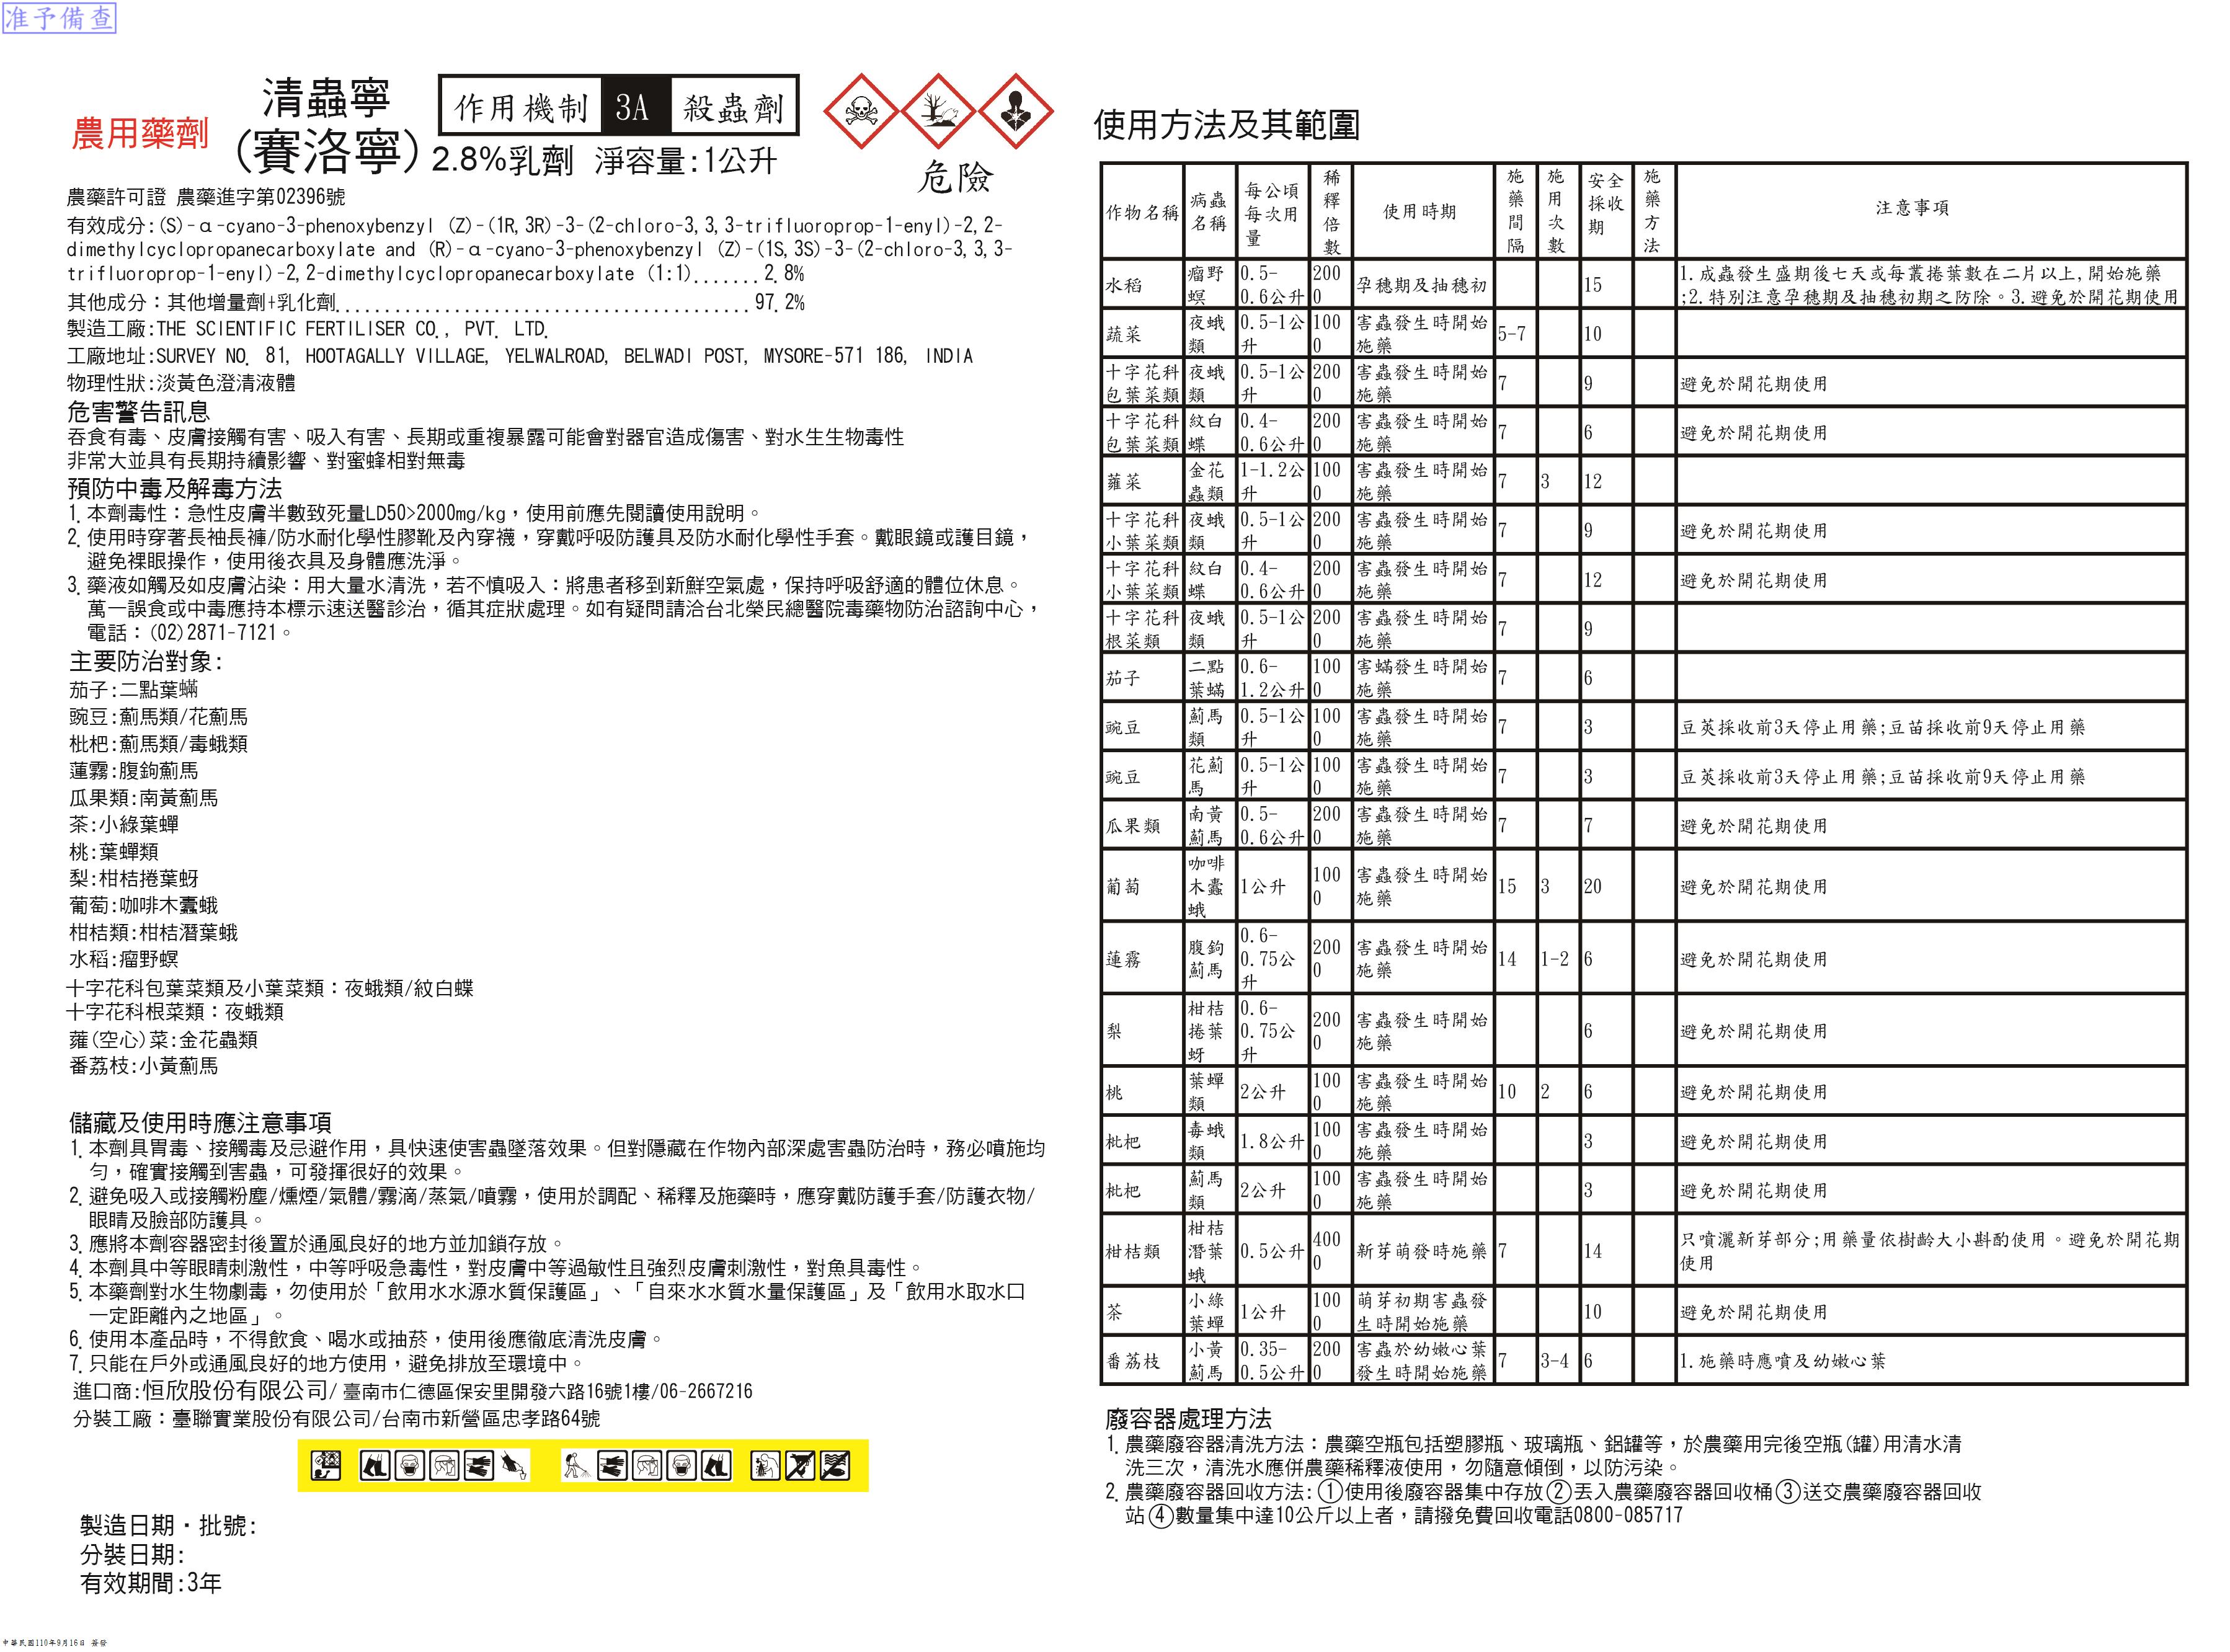 准予備查
農用藥劑
清蟲寧
(賽洛寧)
作用機制 3A 殺蟲劑
2.8%乳劑 淨容量:1公升
危險
農藥許可證 農藥進字第02396號
有效成分:(S)-α-cyano-3-phenoxybenzyl (Z)-(1R,3R)-3-(2-chloro-3,3,3-trifluoroprop-1-enyl)-2,2-
dimethylcyclopropanecarboxylate and (R)-α-cyano-3-phenoxybenzyl (Z)-(1S,3S)-3-(2-chloro-3,3,3-
trifluoroprop-1-enyl)-2,2-dimethylcyclopropanecarboxylate (1:1).......2.8%
其他成分：其他增量劑+乳化劑..........................................97.2%
製造工廠:THE SCIENTIFIC FERTILISER CO., PVT. LTD.
工廠地址:SURVEY NO. 81, HOOTAGALLY VILLAGE, YELWALROAD, BELWADI POST, MYSORE-571 186, INDIA
物理性狀:淡黃色澄清液體
危害警告訊息
吞食有毒、皮膚接觸有害、吸入有害、長期或重複暴露可能會對器官造成傷害、對水生生物毒性
非常大並具有長期持續影響、對蜜蜂相對無毒
預防中毒及解毒方法
1. 本劑毒性：急性皮膚半數致死量LD50>2000mg/kg，使用前應先閱讀使用說明。
2. 使用時穿著長袖長褲/防水耐化學性膠靴及內穿襪，穿戴呼吸防護具及防水耐化學性手套。戴眼鏡或護目鏡，
避免裸眼操作，使用後衣具及身體應洗淨。
3. 藥液如觸及如皮膚沾染：用大量水清洗，若不慎吸入：將患者移到新鮮空氣處，保持呼吸舒適的體位休息。
萬一誤食或中毒應持本標示速送醫診治，循其症狀處理。如有疑問請洽台北榮民總醫院毒藥物防治諮詢中心，
電話：(02)2871-7121。
主要防治對象:
茄子:二點葉蟎
豌豆:薊馬類/花薊馬
枇杷:薊馬類/毒蛾類
蓮霧:腹鉤薊馬
瓜果類:南黃薊馬
茶:小綠葉蟬
桃:葉蟬類
梨:柑桔捲葉蚜
葡萄:咖啡木蠹蛾
柑桔類:柑桔潛葉蛾
水稻:瘤野螟
十字花科包葉菜類及小葉菜類：夜蛾類/紋白蝶
十字花科根菜類：夜蛾類
蕹(空心)菜:金花蟲類
番荔枝:小黃薊馬
儲藏及使用時應注意事項
1. 本劑具胃毒、接觸毒及忌避作用，具快速使害蟲墜落效果。但對隱藏在作物內部深處害蟲防治時，務必噴施均
勻，確實接觸到害蟲，可發揮很好的效果。
2. 避免吸入或接觸粉塵/燻煙/氣體/霧滴/蒸氣/噴霧，使用於調配、稀釋及施藥時，應穿戴防護手套/防護衣物/
眼睛及臉部防護具。
3. 應將本劑容器密封後置於通風良好的地方並加鎖存放。
4. 本劑具中等眼睛刺激性，中等呼吸急毒性，對皮膚中等過敏性且強烈皮膚刺激性，對魚具毒性。
5. 本藥劑對水生物劇毒，勿使用於「飲用水水源水質保護區」、「自來水水質水量保護區」及「飲用水取水口
一定距離內之地區」。
6. 使用本產品時，不得飲食、喝水或抽菸，使用後應徹底清洗皮膚。
7. 只能在戶外或通風良好的地方使用，避免排放至環境中。
進口商:恒欣股份有限公司/ 臺南市仁德區保安里開發六路16號1樓/06-2667216
分裝工廠：臺聯實業股份有限公司/台南市新營區忠孝路64號
製造日期・批號:
分裝日期:
有效期間:3年
中華民國110年9月16日 簽發
使用方法及其範圍
作物名稱 病蟲名稱 每公頃每次用量 稀釋倍數 使用時期 施藥間隔 施用次數 安全採收期 施藥方法 注意事項
水稻 瘤野螟 0.5-0.6公升 2000 孕穗期及抽穗初 15 1.成蟲發生盛期後七天或每叢捲葉數在二片以上,開始施藥
;2.特別注意孕穗期及抽穗初期之防除。3.避免於開花期使用
蔬菜 夜蛾類 0.5-1公升 1000 害蟲發生時開始施藥 5-7 10
十字花科包葉菜類 夜蛾類 0.5-1公升 2000 害蟲發生時開始施藥 7 9 避免於開花期使用
十字花科包葉菜類 紋白蝶 0.4-0.6公升 2000 害蟲發生時開始施藥 7 6 避免於開花期使用
蕹菜 金花蟲類 1-1.2公升 1000 害蟲發生時開始施藥 7 3 12
十字花科小葉菜類 夜蛾類 0.5-1公升 2000 害蟲發生時開始施藥 7 9 避免於開花期使用
十字花科小葉菜類 紋白蝶 0.4-0.6公升 2000 害蟲發生時開始施藥 7 12 避免於開花期使用
十字花科根菜類 夜蛾類 0.5-1公升 2000 害蟲發生時開始施藥 7 9
茄子 二點葉蟎 0.6-1.2公升 1000 害蟎發生時開始施藥 7 6
豌豆 薊馬類 0.5-1公升 1000 害蟲發生時開始施藥 7 3 豆莢採收前3天停止用藥;豆苗採收前9天停止用藥
豌豆 花薊馬 0.5-1公升 1000 害蟲發生時開始施藥 7 3 豆莢採收前3天停止用藥;豆苗採收前9天停止用藥
瓜果類 南黃薊馬 0.5-0.6公升 2000 害蟲發生時開始施藥 7 7 避免於開花期使用
葡萄 咖啡木蠹蛾 1公升 1000 害蟲發生時開始施藥 15 3 20 避免於開花期使用
蓮霧 腹鉤薊馬 0.6-0.75公升 2000 害蟲發生時開始施藥 14 1-2 6 避免於開花期使用
梨 柑桔捲葉蚜 0.6-0.75公升 2000 害蟲發生時開始施藥 6 避免於開花期使用
桃 葉蟬類 2公升 1000 害蟲發生時開始施藥 10 2 6 避免於開花期使用
枇杷 毒蛾類 1.8公升 1000 害蟲發生時開始施藥 3 避免於開花期使用
枇杷 薊馬類 2公升 1000 害蟲發生時開始施藥 3 避免於開花期使用
柑桔類 柑桔潛葉蛾 0.5公升 4000 新芽萌發時施藥 7 14 只噴灑新芽部分;用藥量依樹齡大小斟酌使用。避免於開花期
使用
茶 小綠葉蟬 1公升 1000 萌芽初期害蟲發生時開始施藥 10 避免於開花期使用
番荔枝 小黃薊馬 0.35-0.5公升 2000 害蟲於幼嫩心葉發生時開始施藥 7 3-4 6 1.施藥時應噴及幼嫩心葉
廢容器處理方法
1. 農藥廢容器清洗方法：農藥空瓶包括塑膠瓶、玻璃瓶、鋁罐等，於農藥用完後空瓶(罐)用清水清
洗三次，清洗水應併農藥稀釋液使用，勿隨意傾倒，以防污染。
2. 農藥廢容器回收方法:①使用後廢容器集中存放②丟入農藥廢容器回收桶③送交農藥廢容器回收
站④數量集中達10公斤以上者，請撥免費回收電話0800-085717